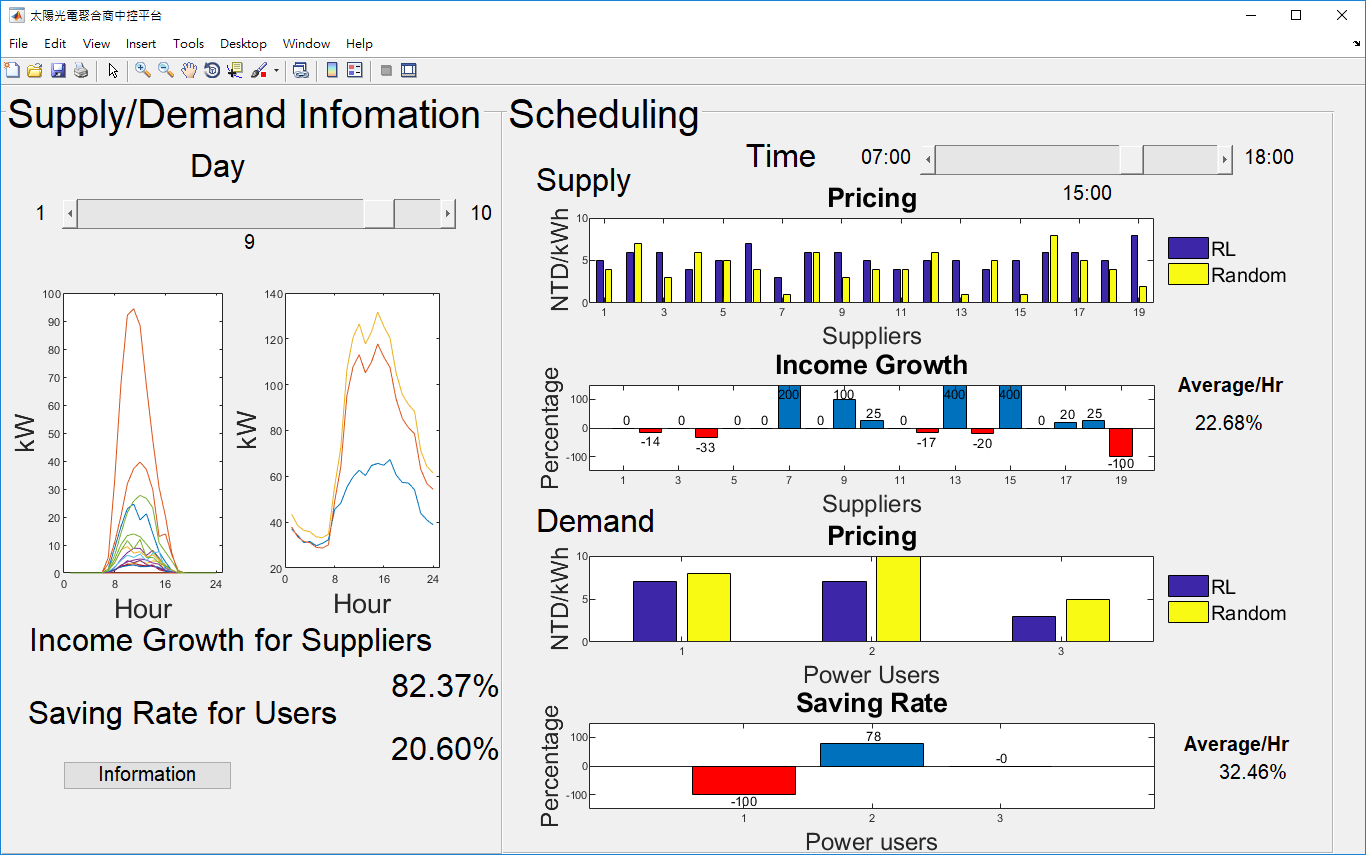 太陽光電聚合商中控平台
File Edit View Insert Tools Desktop Window Help
Supply/Demand Infomation
Day
1 10
9
100
90
80
70
60
50
40
30
20
10
0
kW
0 8 16 24
Hour
140
120
100
80
60
40
20
kW
0 8 16 24
Hour
Income Growth for Suppliers
82.37%
Saving Rate for Users
20.60%
Information
Scheduling
Time 07:00 18:00
15:00
Supply
Pricing
NTD/kWh
10
5
0
1 3 5 7 9 11 13 15 17 19
Suppliers
RL
Random
Income Growth
Percentage
100
0
-100
0 -14 0 -33 0 0 200 0 100 25 0 -17 400 -20 400 0 20 25 -100
1 3 5 7 9 11 13 15 17 19
Suppliers
Average/Hr
22.68%
Demand
Pricing
NTD/kWh
10
5
0
1 2 3
Power Users
RL
Random
Saving Rate
Percentage
100
0
-100
-100 78 -0
1 2 3
Power users
Average/Hr
32.46%